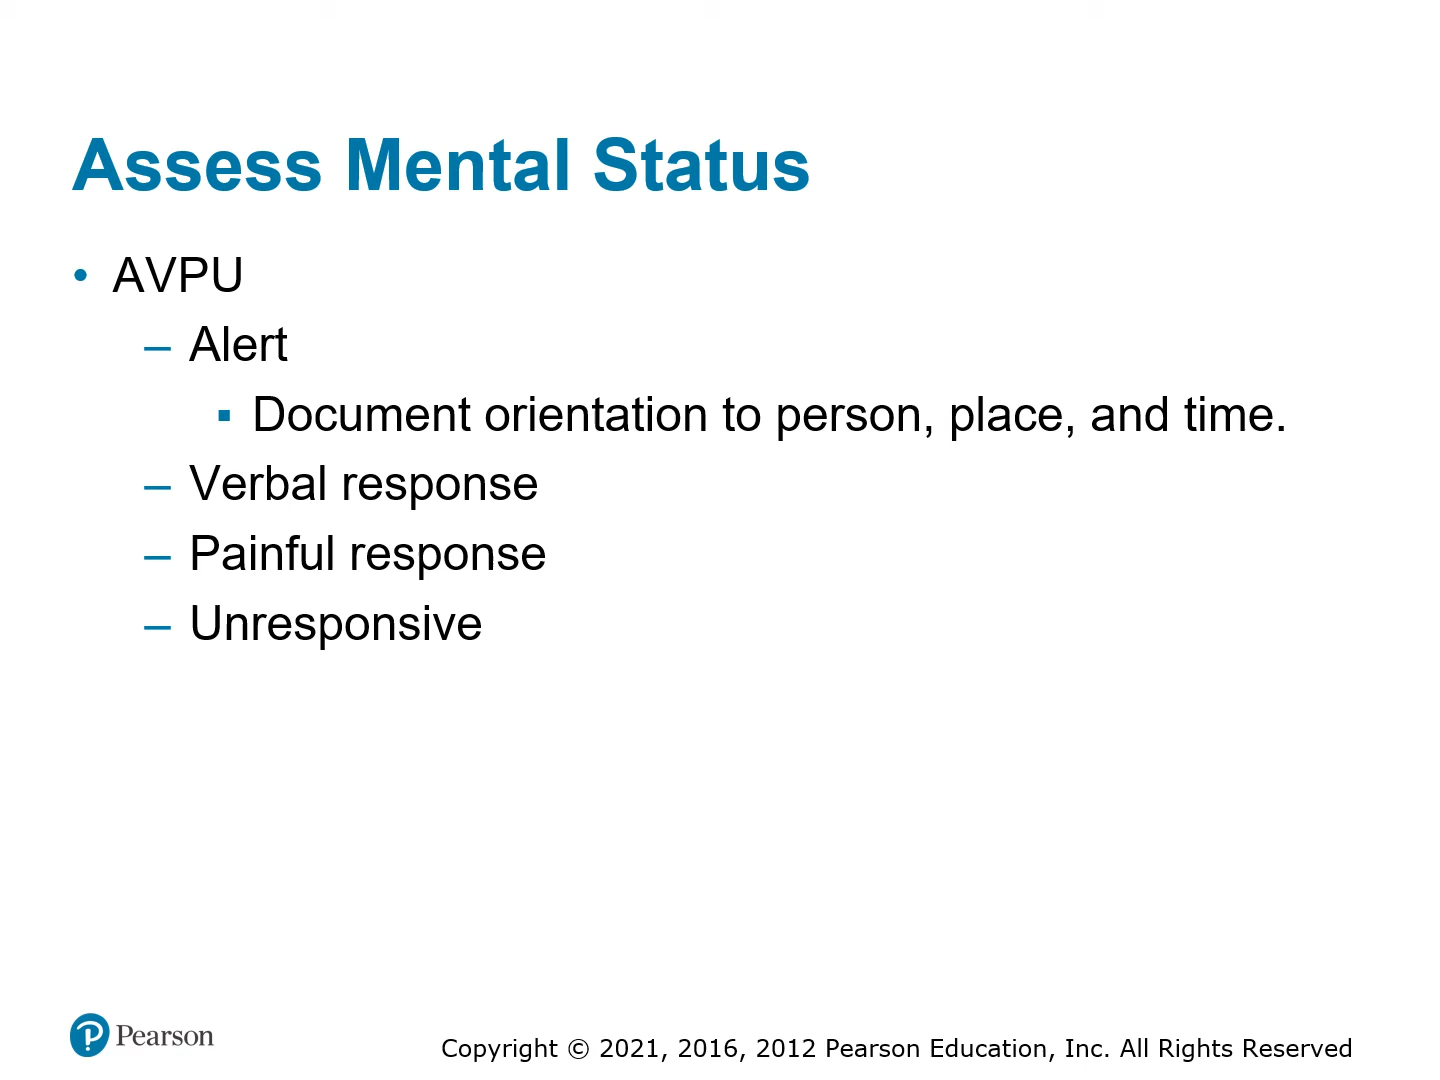 Assess Mental Status
• AVPU
– Alert
▪ Document orientation to person, place, and time.
– Verbal response
– Painful response
– Unresponsive
Pearson
Copyright © 2021, 2016, 2012 Pearson Education, Inc. All Rights Reserved